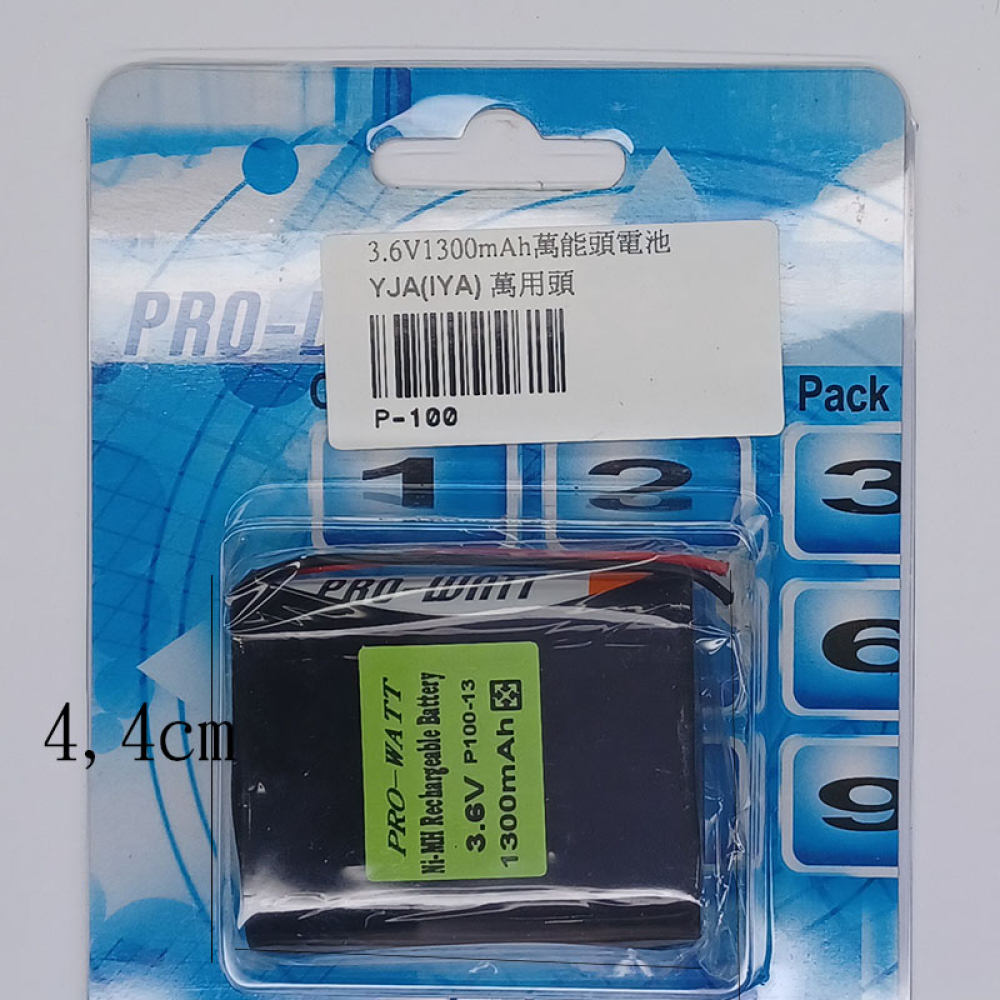 3.6V1300mAh萬能頭電池
YJA(IYA) 萬用頭
P-100
PRO-
Pack
1
2
3
6
9
PRO-WATT
4,4cm
PRO-WATT
Ni-MH Rechargeable Battery
3.6V P100-13
1300mAh